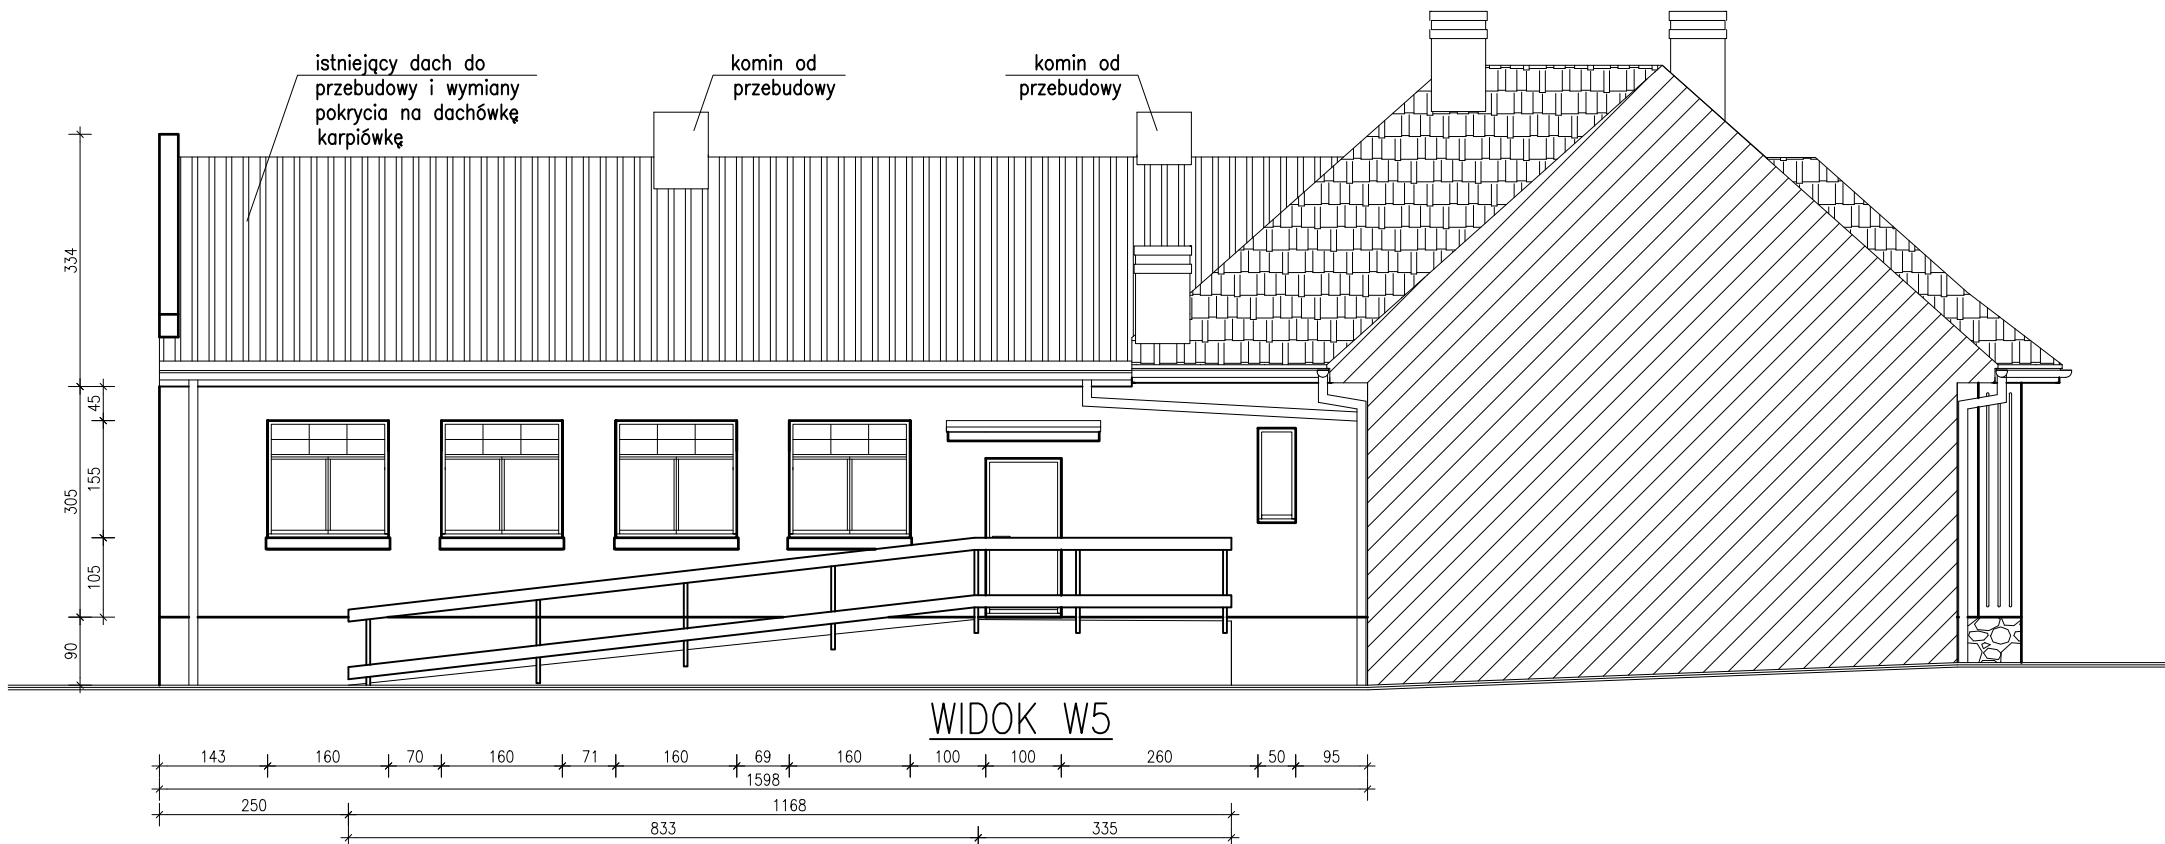 istniejący dach do
przebudowy i wymiany
pokrycia na dachówkę
karpiówkę
komin od
przebudowy
komin od
przebudowy
334
305
90
45
155
105
WIDOK W5
143 160 70 160 71 160 69 160 100 100 260 50 95
1598
250 1168
833 335